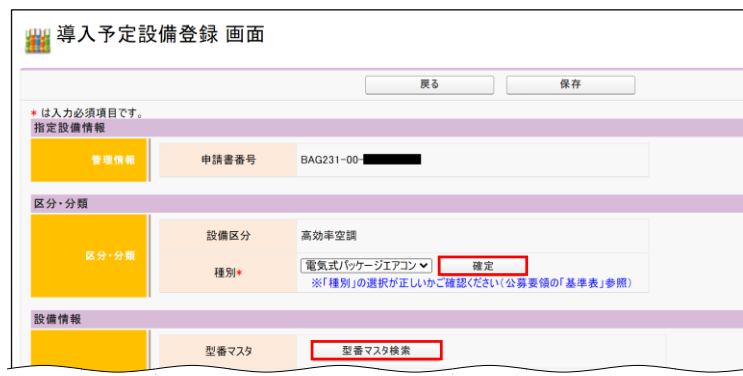 導入予定設備登録 画面
戻る 保存
* は入力必須項目です。
指定設備情報
管理情報 申請書番号 BAG231-00-
区分・分類
区分・分類 設備区分 高効率空調
種別* 電気式パッケージエアコン 確定
※「種別」の選択が正しいかご確認ください(公募要領の「基準表」参照)
設備情報
型番マスタ 型番マスタ検索